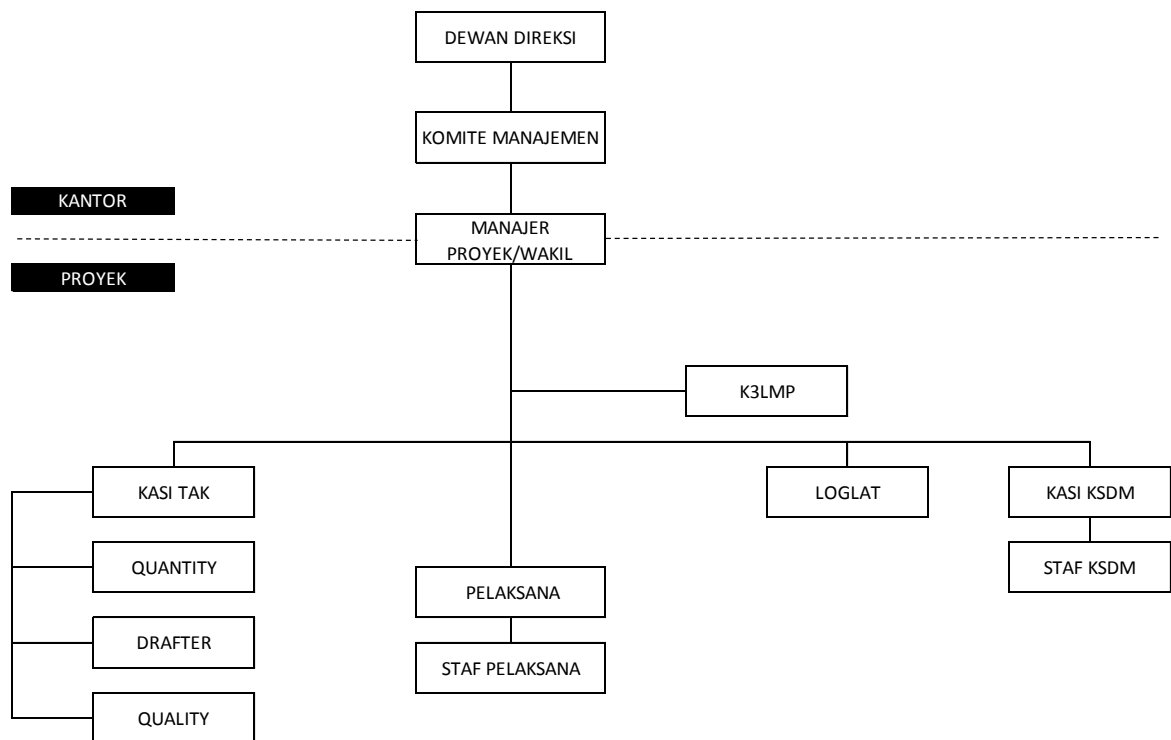 DEWAN DIREKSI
KOMITE MANAJEMEN
KANTOR
MANAJER
PROYEK/WAKIL
PROYEK
K3LMP
KASI TAK
LOGLAT
KASI KSDM
QUANTITY
PELAKSANA
STAF KSDM
DRAFTER
STAF PELAKSANA
QUALITY